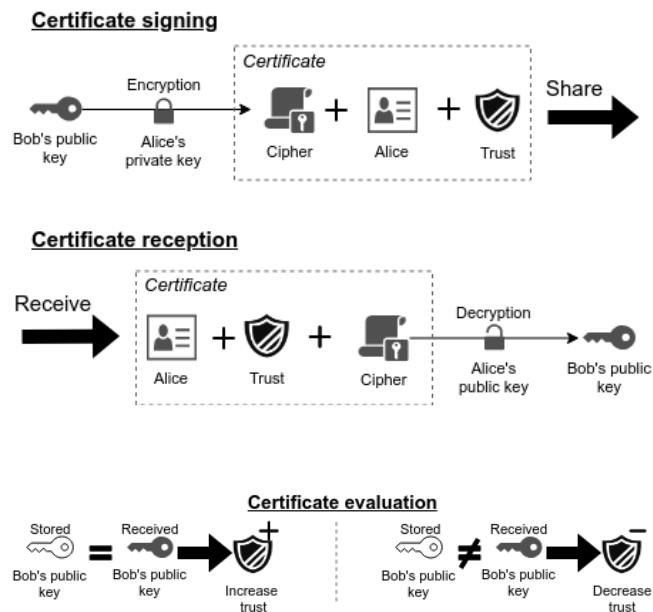 Certificate signing
Certificate
Encryption
Share
Bob's public
key
Alice's
private key
+
+
Cipher
Alice
Trust
Certificate reception
Certificate
Receive
Decryption
+
+
Alice
Trust
Cipher
Alice's
public key
Bob's public
key
Certificate evaluation
Stored
=
Received
+
Bob's public
key
Bob's public
key
Increase
trust
Stored
≠
Received
−
Bob's public
key
Bob's public
key
Decrease
trust